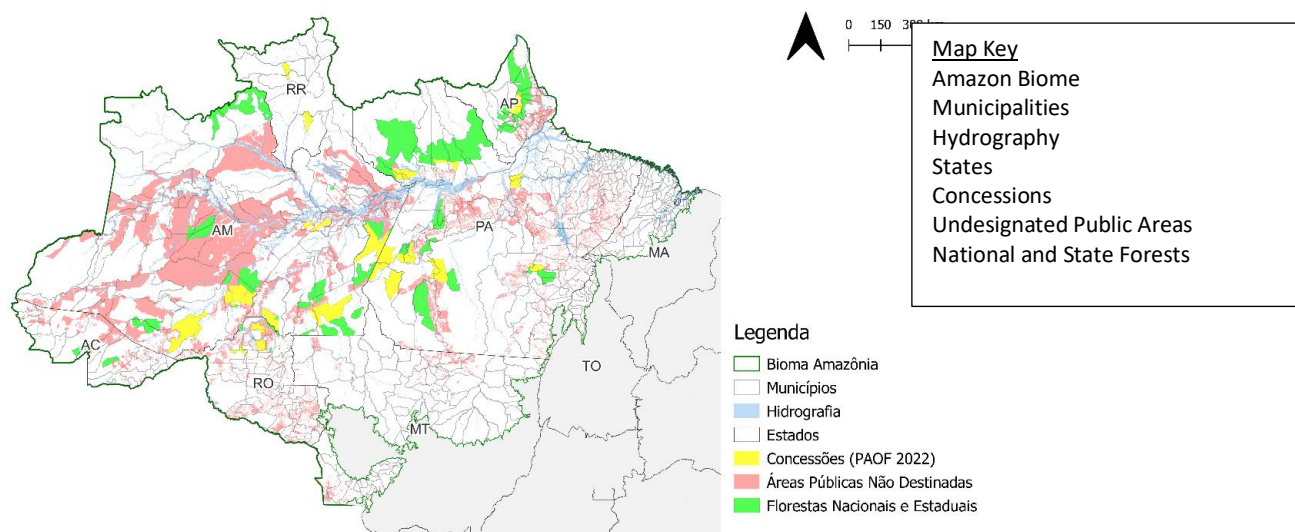 0 150 300 km
Map Key
Amazon Biome
Municipalities
Hydrography
States
Concessions
Undesignated Public Areas
National and State Forests
RR
AP
AM
PA
MA
AC
RO
TO
MT
Legenda
Bioma Amazônia
Municípios
Hidrografia
Estados
Concessões (PAOF 2022)
Áreas Públicas Não Destinadas
Florestas Nacionais e Estaduais